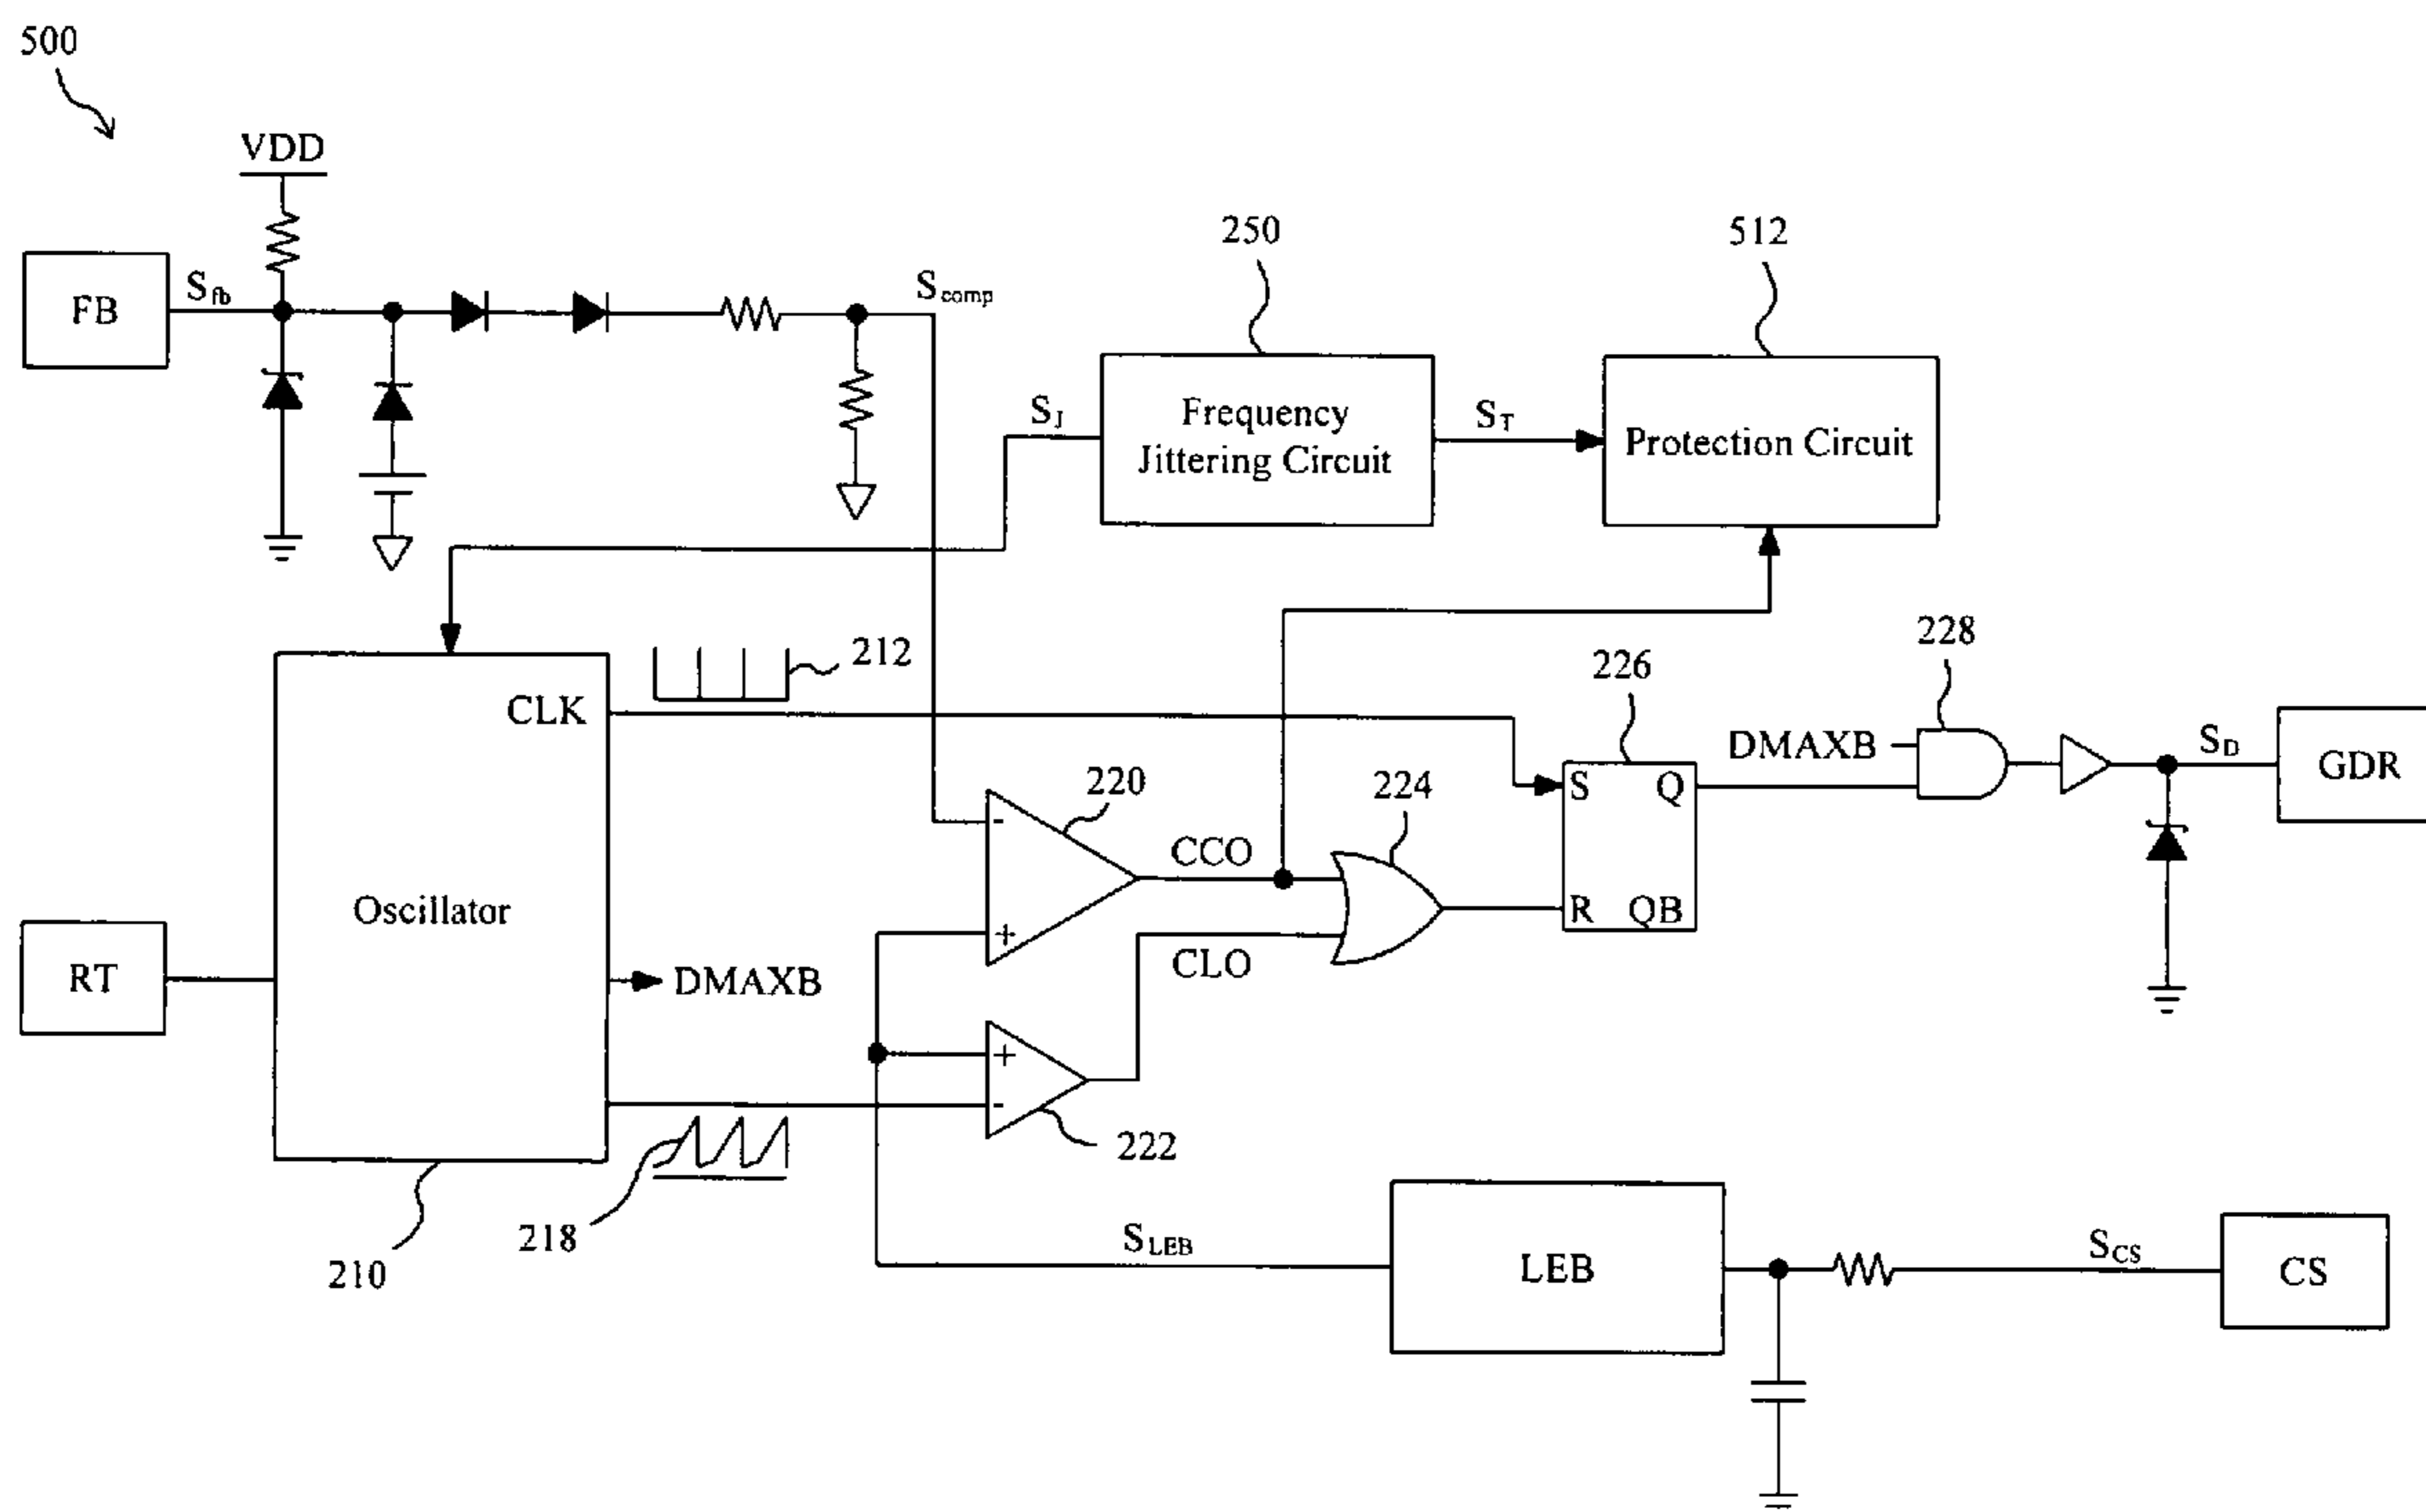 500
VDD
FB
Sfb
Scomp
250
512
SJ
Frequency
Jittering Circuit
ST
Protection Circuit
212
228
CLK
226
DMAXB
SD
GDR
220
224
S
Q
-
CCO
Oscillator
R
QB
+
CLO
RT
DMAXB
+
-
222
218
SLEB
LEB
SCS
CS
210